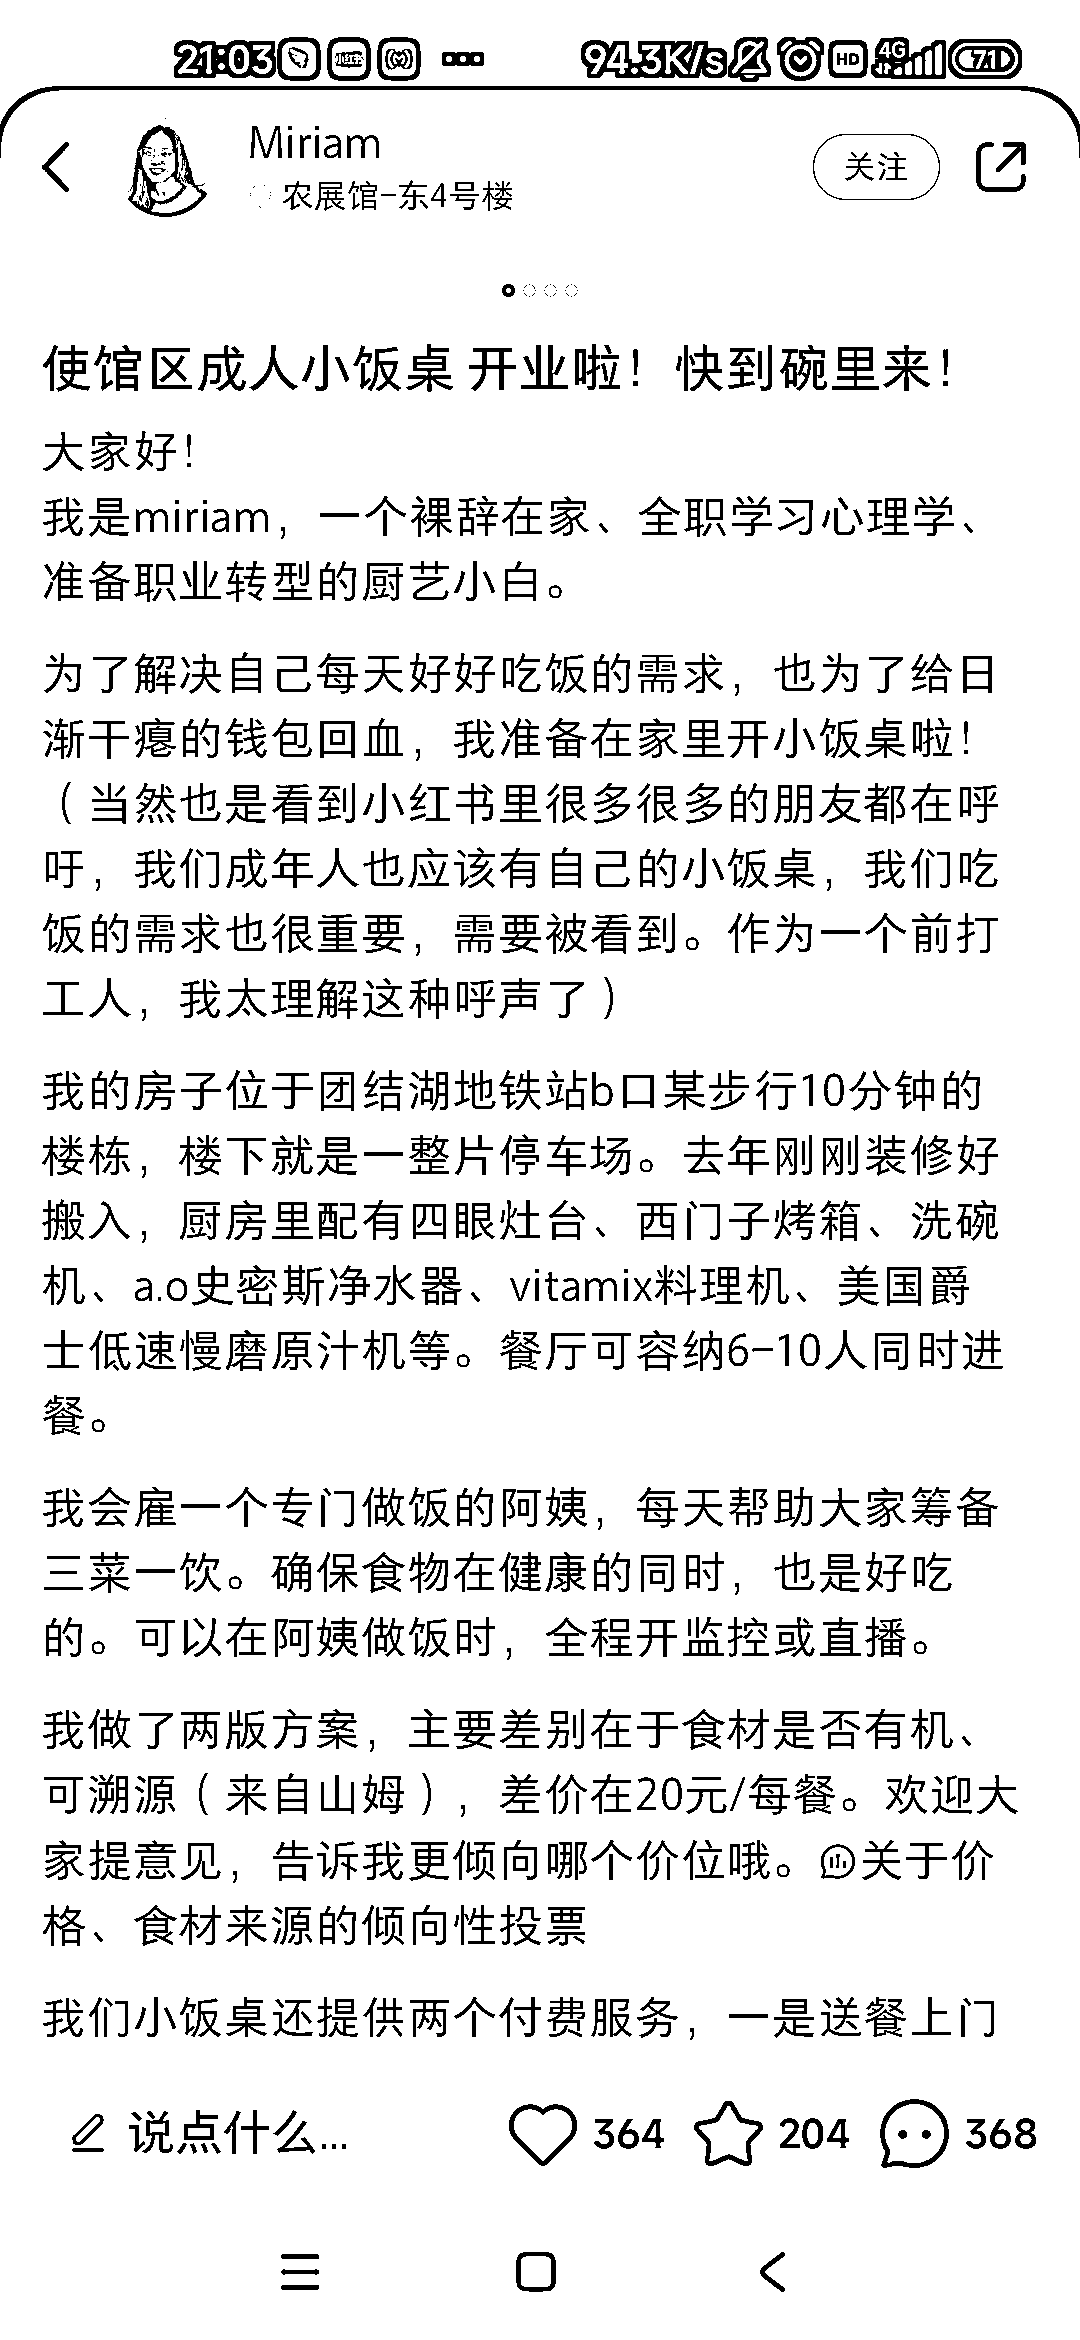 21:03
94.3K/s
HD
4G
71
Miriam
农展馆-东4号楼
关注
使馆区成人小饭桌 开业啦！快到碗里来！
大家好！
我是miriam，一个裸辞在家、全职学习心理学、
准备职业转型的厨艺小白。
为了解决自己每天好好吃饭的需求，也为了给日
渐干瘪的钱包回血，我准备在家里开小饭桌啦！
（当然也是看到小红书里很多很多的朋友都在呼
吁，我们成年人也应该有自己的小饭桌，我们吃
饭的需求也很重要，需要被看到。作为一个前打
工人，我太理解这种呼声了）
我的房子位于团结湖地铁站b口某步行10分钟的
楼栋，楼下就是一整片停车场。去年刚刚装修好
搬入，厨房里配有四眼灶台、西门子烤箱、洗碗
机、a.o史密斯净水器、vitamix料理机、美国爵
士低速慢磨原汁机等。餐厅可容纳6-10人同时进
餐。
我会雇一个专门做饭的阿姨，每天帮助大家筹备
三菜一饮。确保食物在健康的同时，也是好吃
的。可以在阿姨做饭时，全程开监控或直播。
我做了两版方案，主要差别在于食材是否有机、
可溯源（来自山姆），差价在20元/每餐。欢迎大
家提意见，告诉我更倾向哪个价位哦。关于价
格、食材来源的倾向性投票
我们小饭桌还提供两个付费服务，一是送餐上门
说点什么...
364
204
368